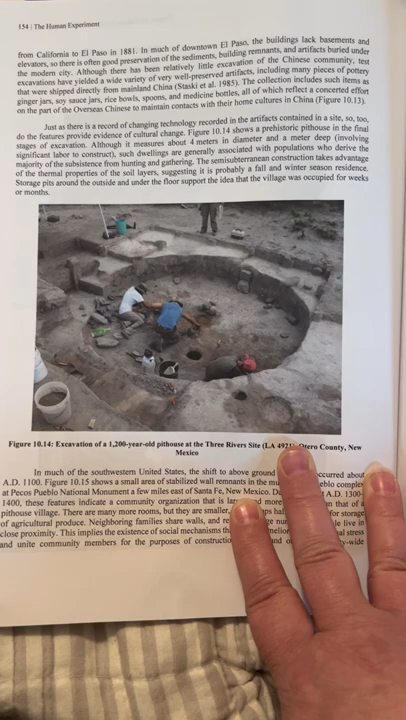 154 | The Human Experiment
from California to El Paso in 1881. In much of downtown El Paso, the buildings lack basements and
elevators, so there is often good preservation of the sediments, building remnants, and artifacts buried under
the modern city. Although there has been relatively little excavation of the Chinese community, test
excavations have yielded a wide variety of very well-preserved artifacts, including many pieces of pottery
that were shipped directly from mainland China (Staski et al. 1985). The collection includes such items as
ginger jars, soy sauce jars, rice bowls, spoons, and medicine bottles, all of which reflect a concerted effort
on the part of the Overseas Chinese to maintain contacts with their home cultures in China (Figure 10.13).
Just as there is a record of changing technology recorded in the artifacts contained in a site, so, too,
do the features provide evidence of cultural change. Figure 10.14 shows a prehistoric pithouse in the final
stages of excavation. Although it measures about 4 meters in diameter and a meter deep (involving
significant labor to construct), such dwellings are generally associated with populations who derive the
majority of the subsistence from hunting and gathering. The semisubterranean construction takes advantage
of the thermal properties of the soil layers, suggesting it is probably a fall and winter season residence.
Storage pits around the outside and under the floor support the idea that the village was occupied for weeks
or months.
Figure 10.14: Excavation of a 1,200-year-old pithouse at the Three Rivers Site (LA Otero County, New
Mexico
In much of the southwestern United States, the shift to above ground occurred about
A.D. 1100. Figure 10.15 shows a small area of stabilized wall remnants in the complex
at Pecos Pueblo National Monument a few miles east of Santa Fe, New Mexico. A.D. 1300-
1400, these features indicate a community organization that is more than that of a
pithouse village. There are many more rooms, but they are smaller, for storage
of agricultural produce. Neighboring families share walls, and live in
close proximity. This implies the existence of social mechanisms stress
and unite community members for the purposes of